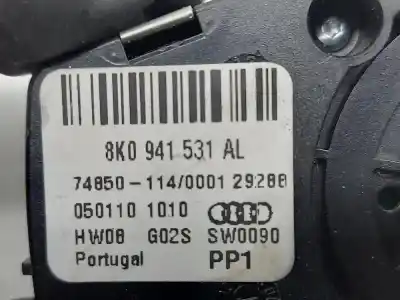 8K0 941 531 AL
74850-114/0001 29288
050110 1010
HW08 G02S SW0090
Portugal PP1